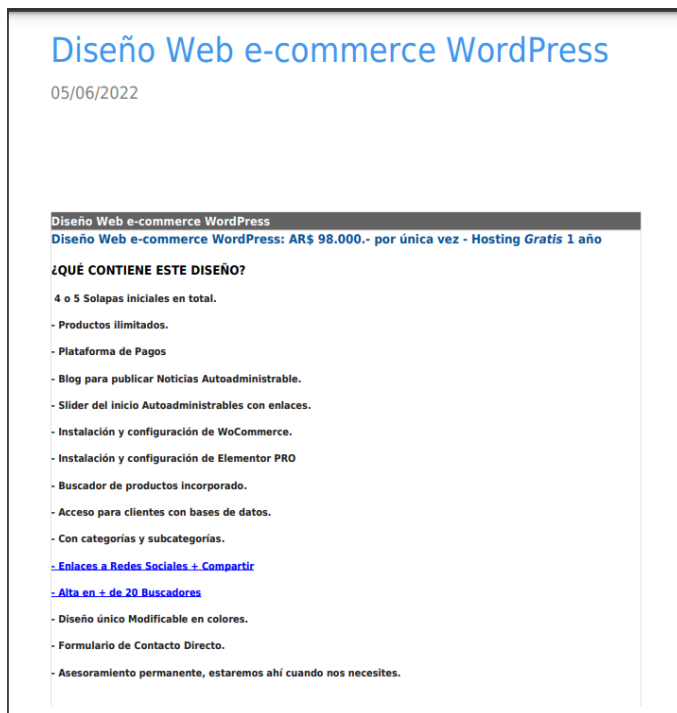 Diseño Web e-commerce WordPress
05/06/2022
Diseño Web e-commerce WordPress
Diseño Web e-commerce WordPress: AR$ 98.000.- por única vez - Hosting Gratis 1 año
¿QUÉ CONTIENE ESTE DISEÑO?
4 o 5 Solapas iniciales en total.
- Productos ilimitados.
- Plataforma de Pagos
- Blog para publicar Noticias Autoadministrable.
- Slider del inicio Autoadministrables con enlaces.
- Instalación y configuración de WoCommerce.
- Instalación y configuración de Elementor PRO
- Buscador de productos incorporado.
- Acceso para clientes con bases de datos.
- Con categorías y subcategorías.
- Enlaces a Redes Sociales + Compartir
- Alta en + de 20 Buscadores
- Diseño único Modificable en colores.
- Formulario de Contacto Directo.
- Asesoramiento permanente, estaremos ahí cuando nos necesites.